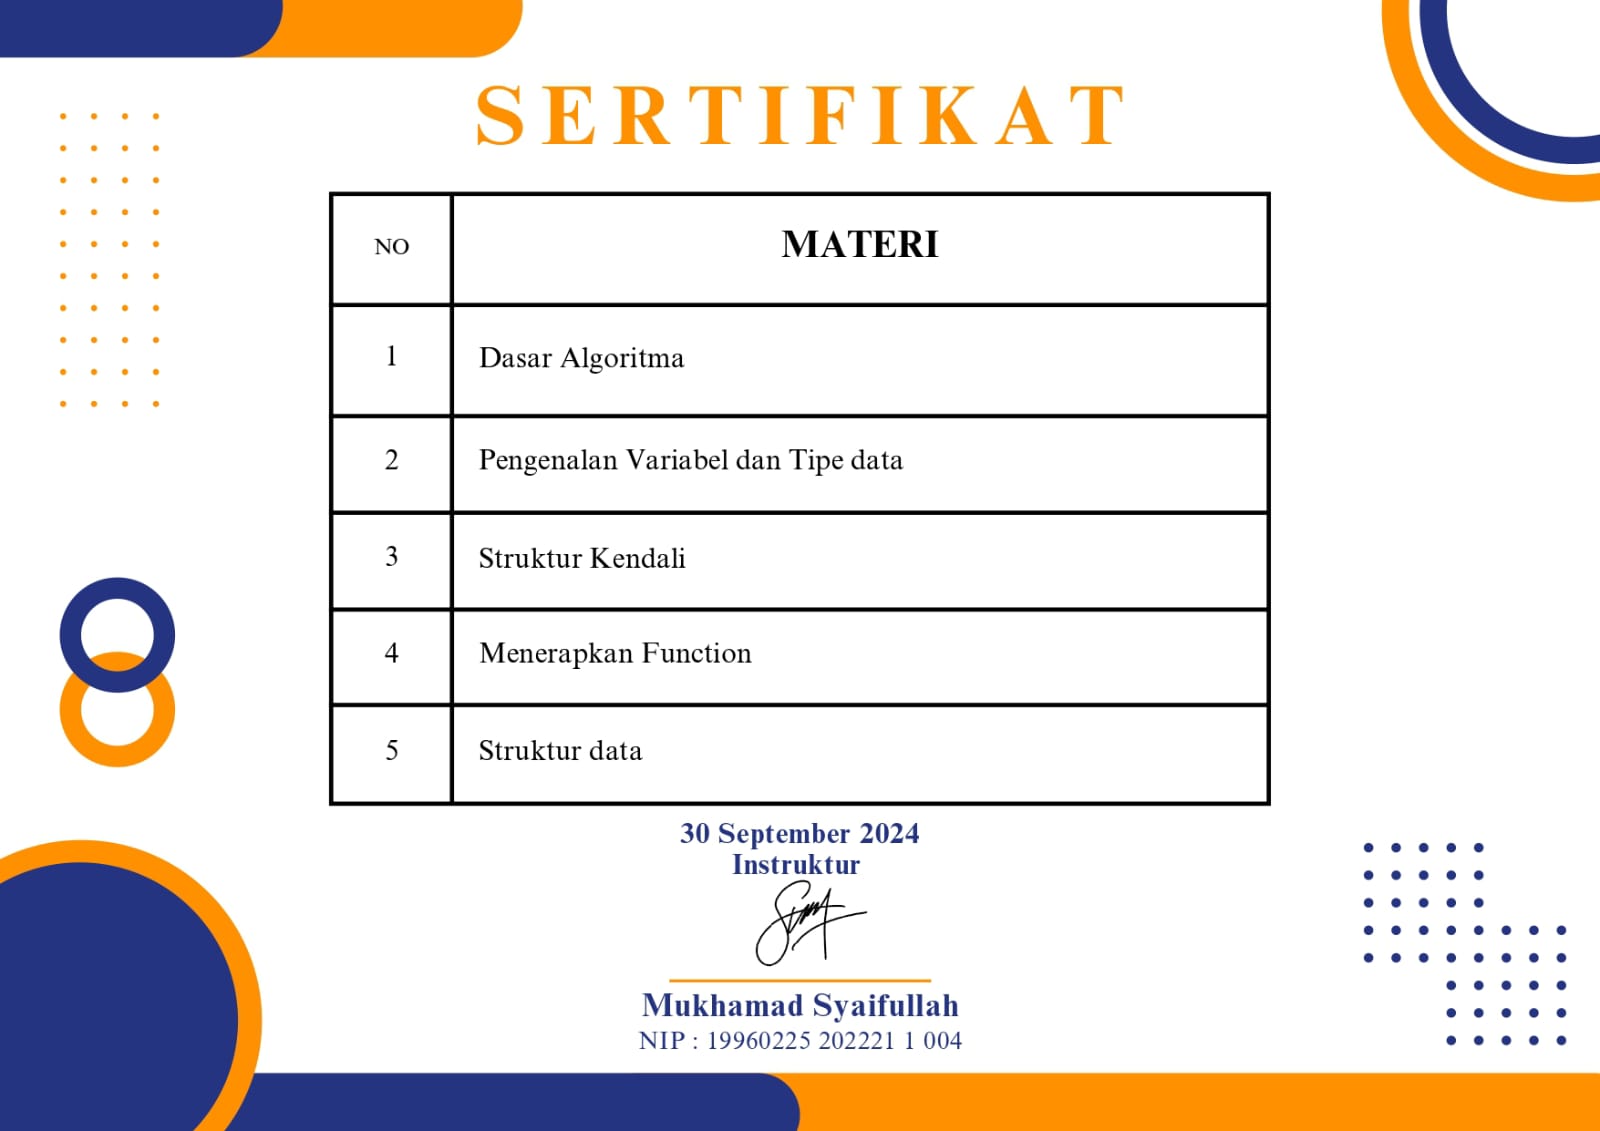 SERTIFIKAT
NO MATERI
1 Dasar Algoritma
2 Pengenalan Variabel dan Tipe data
3 Struktur Kendali
4 Menerapkan Function
5 Struktur data
30 September 2024
Instruktur
Mukhamad Syaifullah
NIP : 19960225 202221 1 004